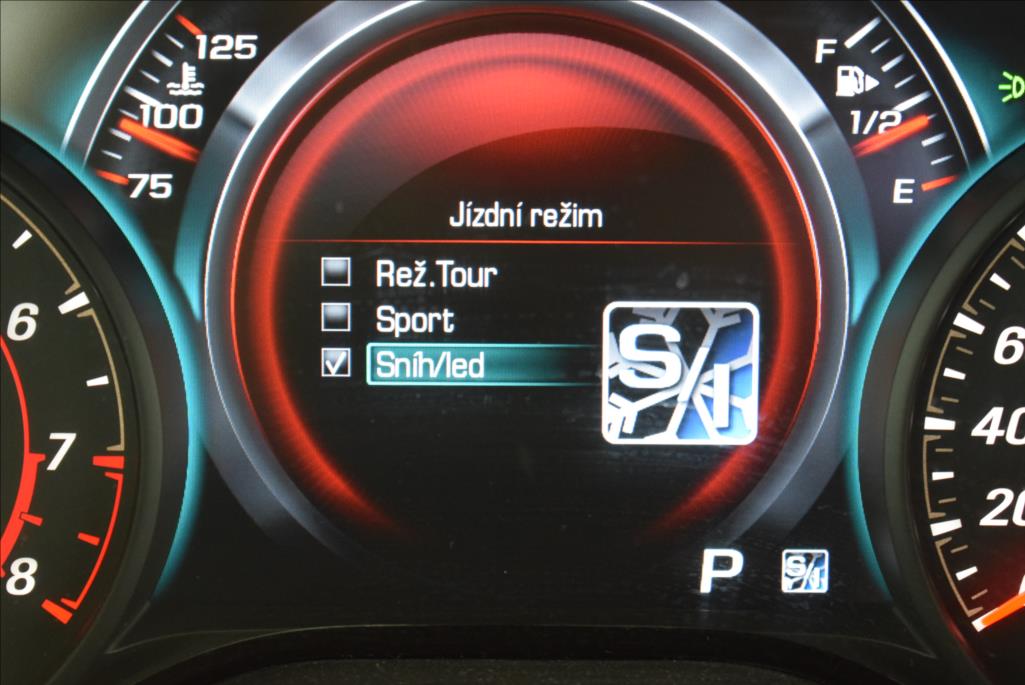 125
100
75
F
1/2
E
Jízdní režim
Rež.Tour
Sport
Sníh/led
S/I
6
7
8
6
40
20
P
S/I